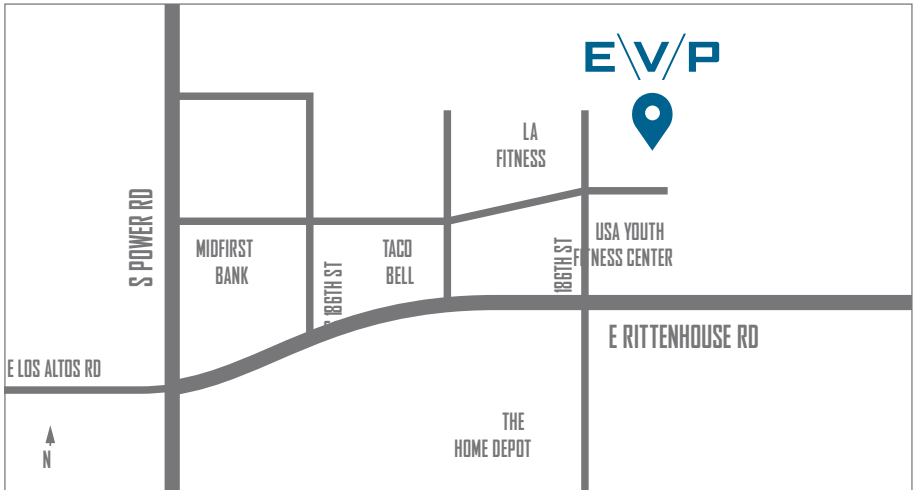 E\V/P
LA
FITNESS
S POWER RD
MIDFIRST
BANK
TACO
BELL
186TH ST
186TH ST
USA YOUTH
FITNESS CENTER
E RITTENHOUSE RD
E LOS ALTOS RD
THE
HOME DEPOT
N